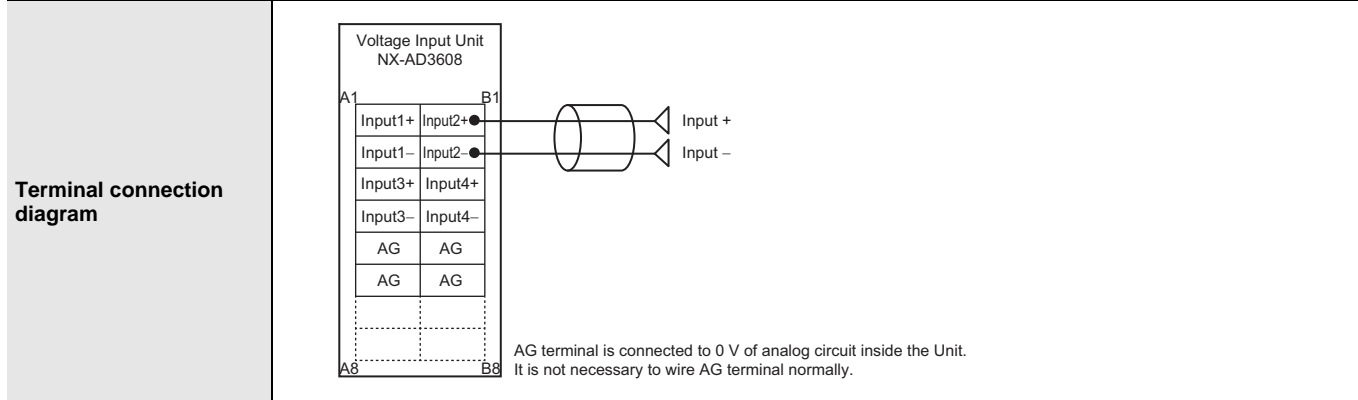 Terminal connection
diagram
Voltage Input Unit
NX-AD3608
A1 B1
Input1+ Input2+ Input +
Input1– Input2– Input –
Input3+ Input4+
Input3– Input4–
AG AG
AG AG
A8 B8
AG terminal is connected to 0 V of analog circuit inside the Unit.
It is not necessary to wire AG terminal normally.